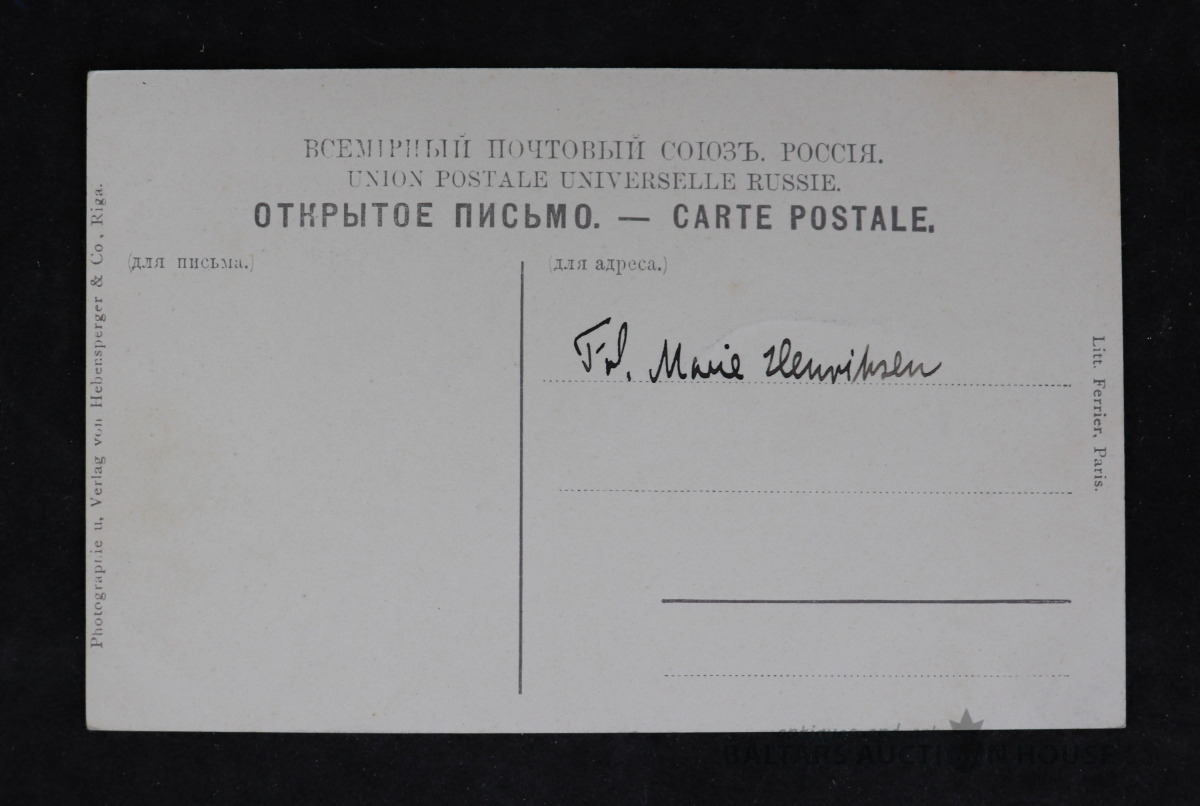 ВСЕМІРНЫЙ ПОЧТОВЫЙ СОЮЗЪ. РОССІЯ.
UNION POSTALE UNIVERSELLE RUSSIE.
ОТКРЫТОЕ ПИСЬМО. — CARTE POSTALE.
(для письма.)
(для адреса.)
Frl. Marie Henriksen
Photographie u, Verlag von Hebensperger & Co, Riga.
Litt. Ferrier, Paris.
BALTARS AUCTION HOUSE